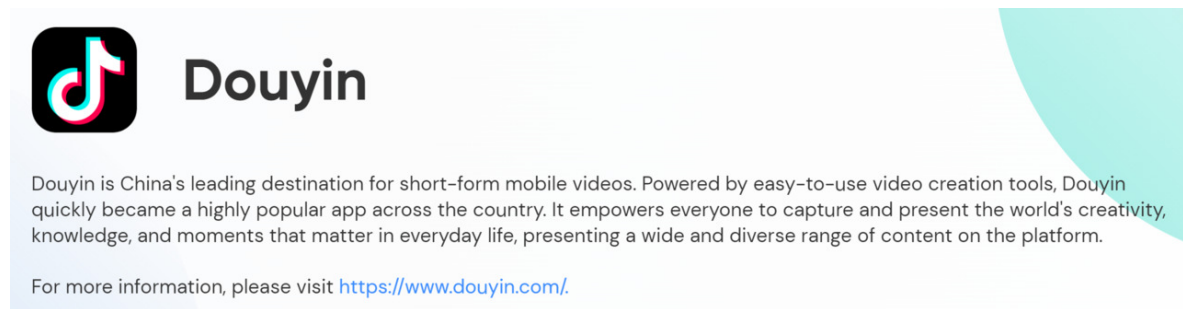 Douyin
Douyin is China's leading destination for short-form mobile videos. Powered by easy-to-use video creation tools, Douyin
quickly became a highly popular app across the country. It empowers everyone to capture and present the world's creativity,
knowledge, and moments that matter in everyday life, presenting a wide and diverse range of content on the platform.
For more information, please visit https://www.douyin.com/.